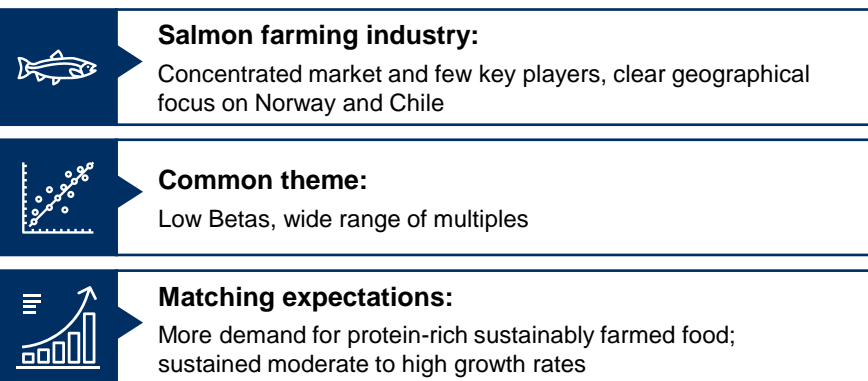 Salmon farming industry:
Concentrated market and few key players, clear geographical
focus on Norway and Chile
Common theme:
Low Betas, wide range of multiples
Matching expectations:
More demand for protein-rich sustainably farmed food;
sustained moderate to high growth rates